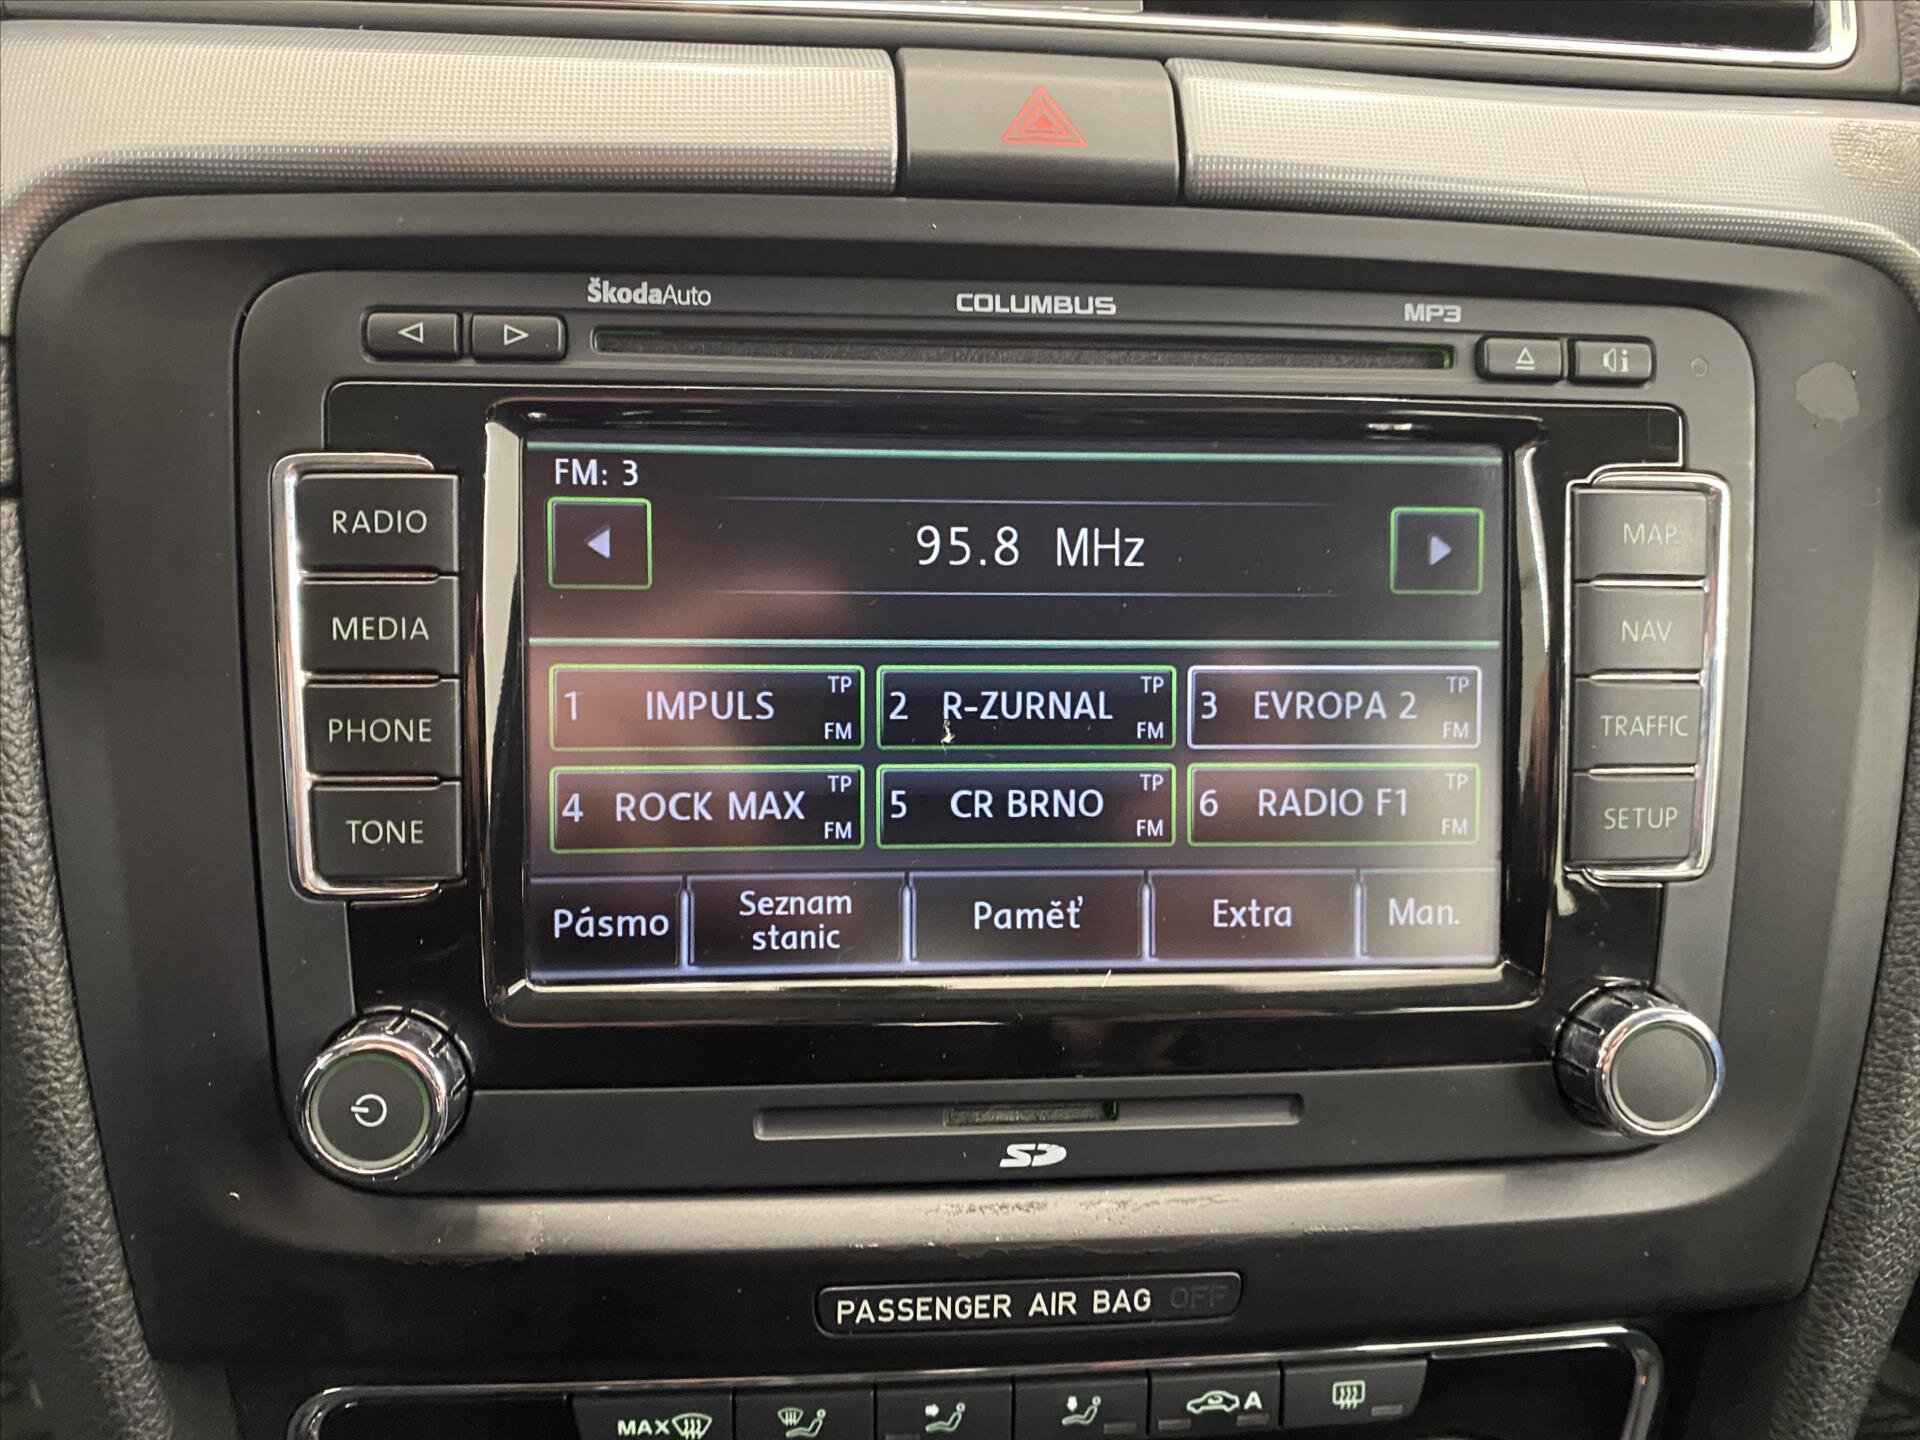 ŠkodaAuto
COLUMBUS
MP3
RADIO
MEDIA
PHONE
TONE
FM: 3
95.8 MHz
1 IMPULS TP FM
2 R-ZURNAL TP FM
3 EVROPA 2 TP FM
4 ROCK MAX TP FM
5 CR BRNO TP FM
6 RADIO F1 TP FM
Pásmo
Seznam
stanic
Paměť
Extra
Man.
MAP
NAV
TRAFFIC
SETUP
SD
PASSENGER AIR BAG OFF
MAX
A